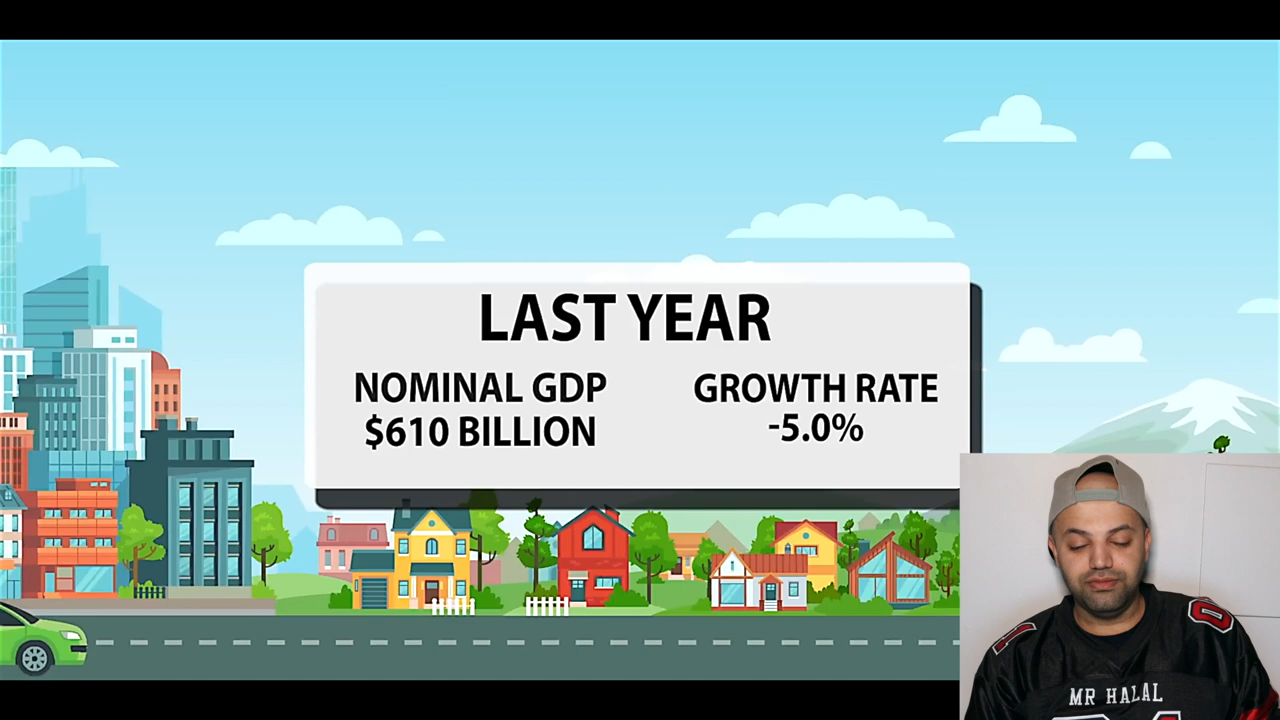 LAST YEAR
NOMINAL GDP
$610 BILLION
GROWTH RATE
-5.0%
MR HALAL